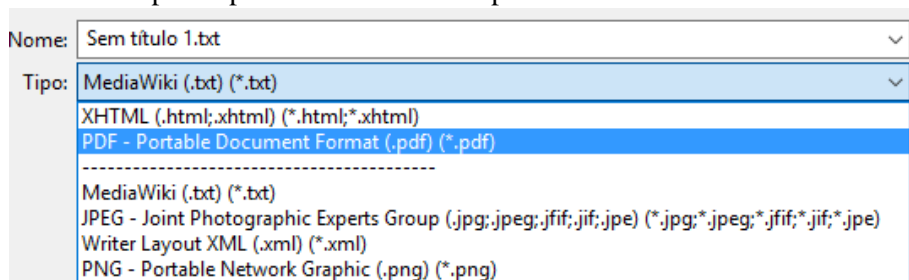 Nome: Sem título 1.txt
Tipo: MediaWiki (.txt) (*.txt)
XHTML (.html;.xhtml) (*.html;*.xhtml)
PDF - Portable Document Format (.pdf) (*.pdf)
----------------------------------------
MediaWiki (.txt) (*.txt)
JPEG - Joint Photographic Experts Group (.jpg;.jpeg;.jfif;.jif;.jpe) (*.jpg;*.jpeg;*.jfif;*.jif;*.jpe)
Writer Layout XML (.xml) (*.xml)
PNG - Portable Network Graphic (.png) (*.png)